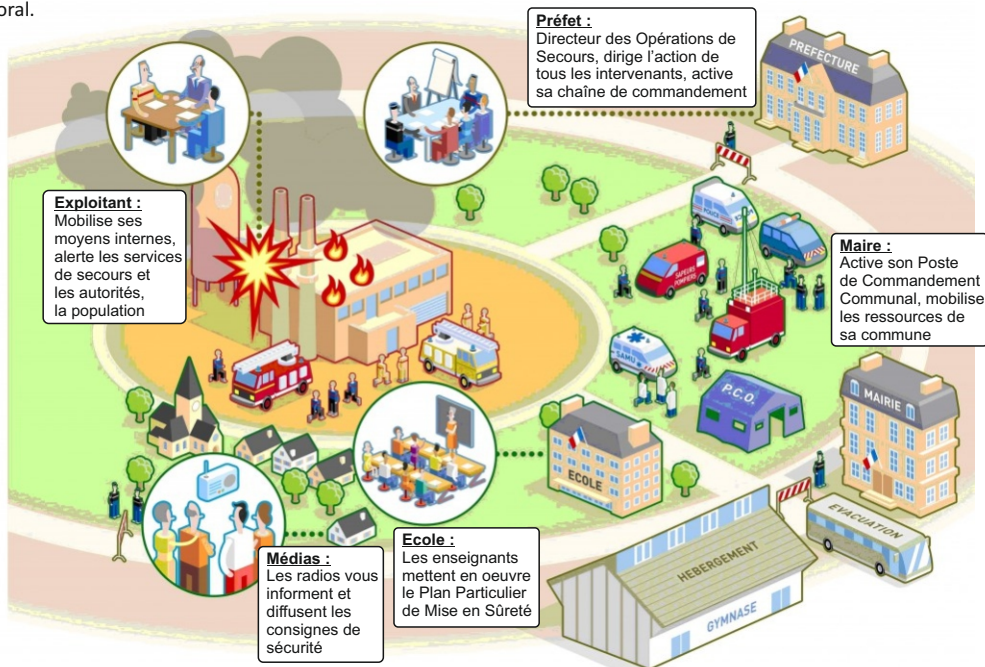 oral.
Préfet :
Directeur des Opérations de
Secours, dirige l'action de
tous les intervenants, active
sa chaîne de commandement
PREFECTURE
Exploitant :
Mobilise ses
moyens internes,
alerte les services
de secours et
les autorités,
la population
POLICE
SAPEURS
POMPIERS
Maire :
Active son Poste
de Commandement
Communal, mobilise
les ressources de
sa commune
SAMU
P.C.O.
MAIRIE
ECOLE
EVACUATION
Médias :
Les radios vous
informent et
diffusent les
consignes de
sécurité
Ecole :
Les enseignants
mettent en oeuvre
le Plan Particulier
de Mise en Sûreté
HEBERGEMENT
GYMNASE